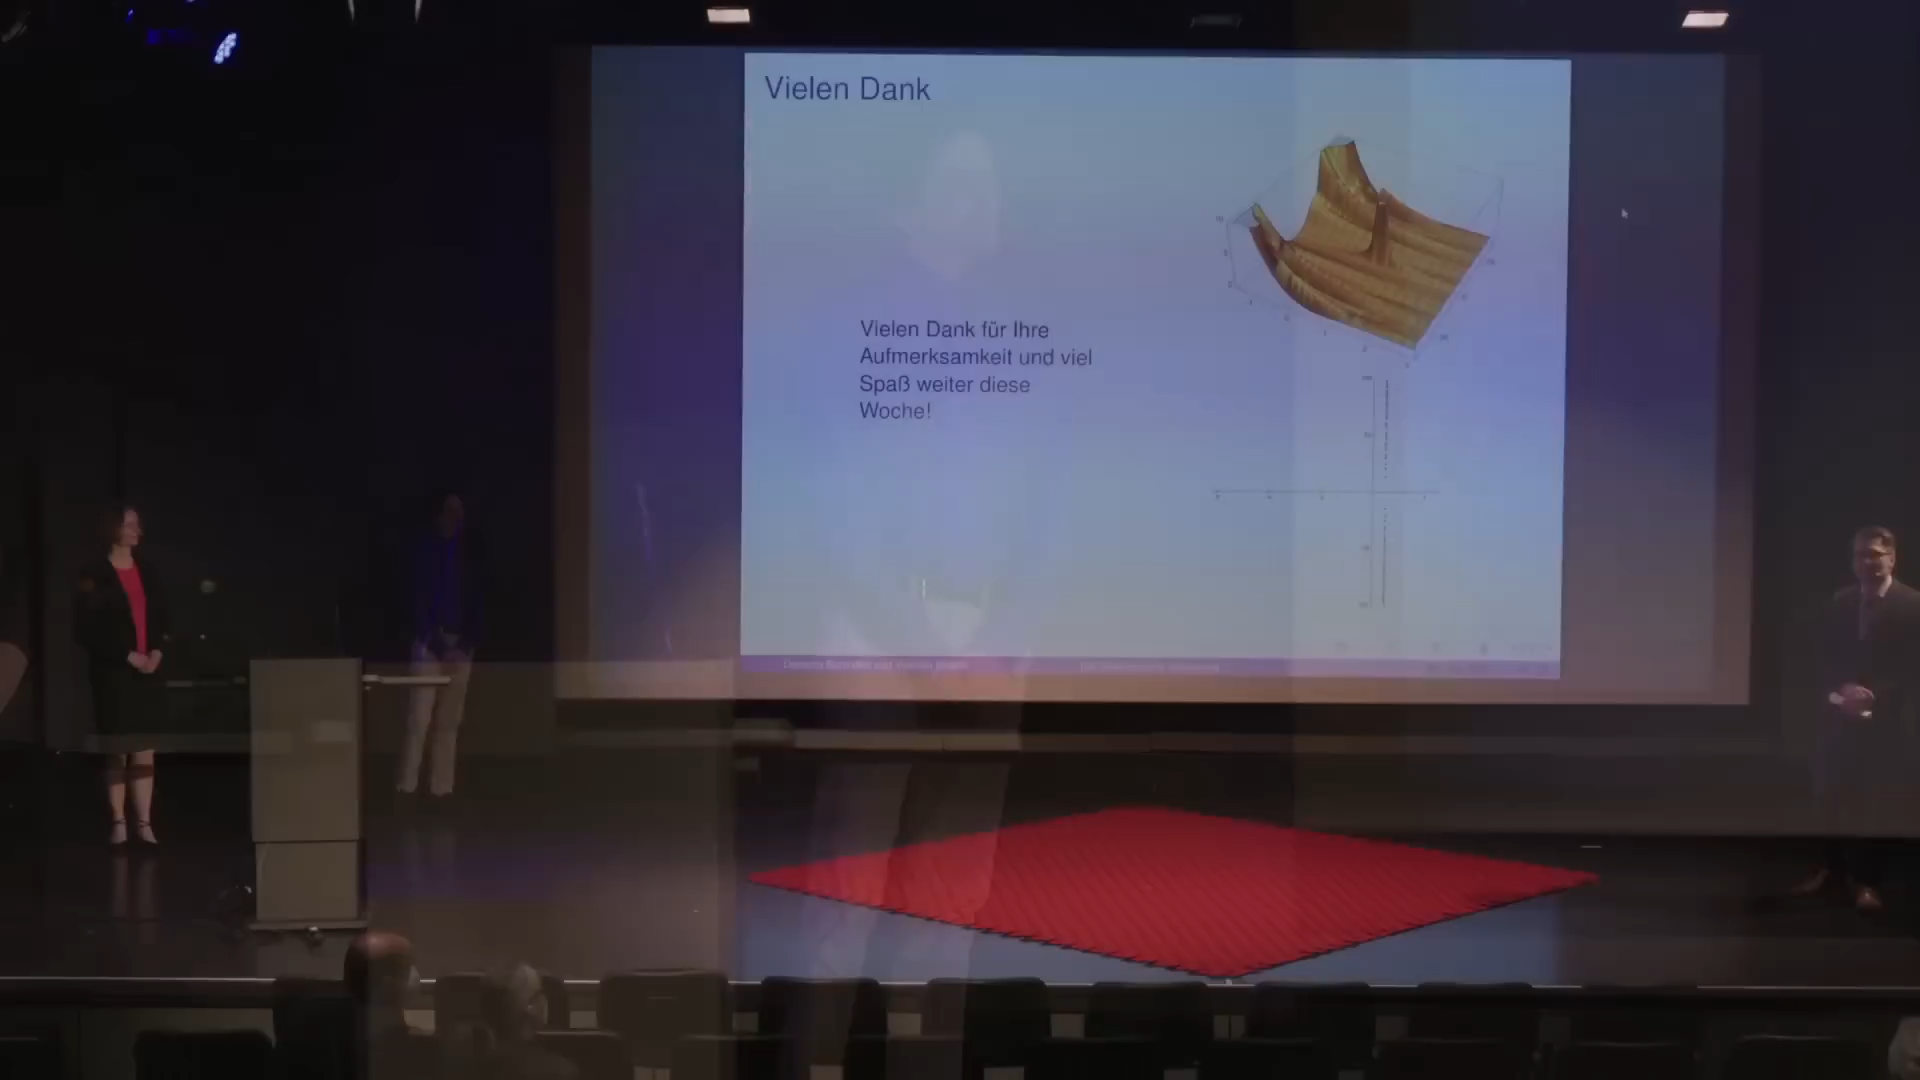 Vielen Dank
Vielen Dank für Ihre
Aufmerksamkeit und viel
Spaß weiter diese
Woche!